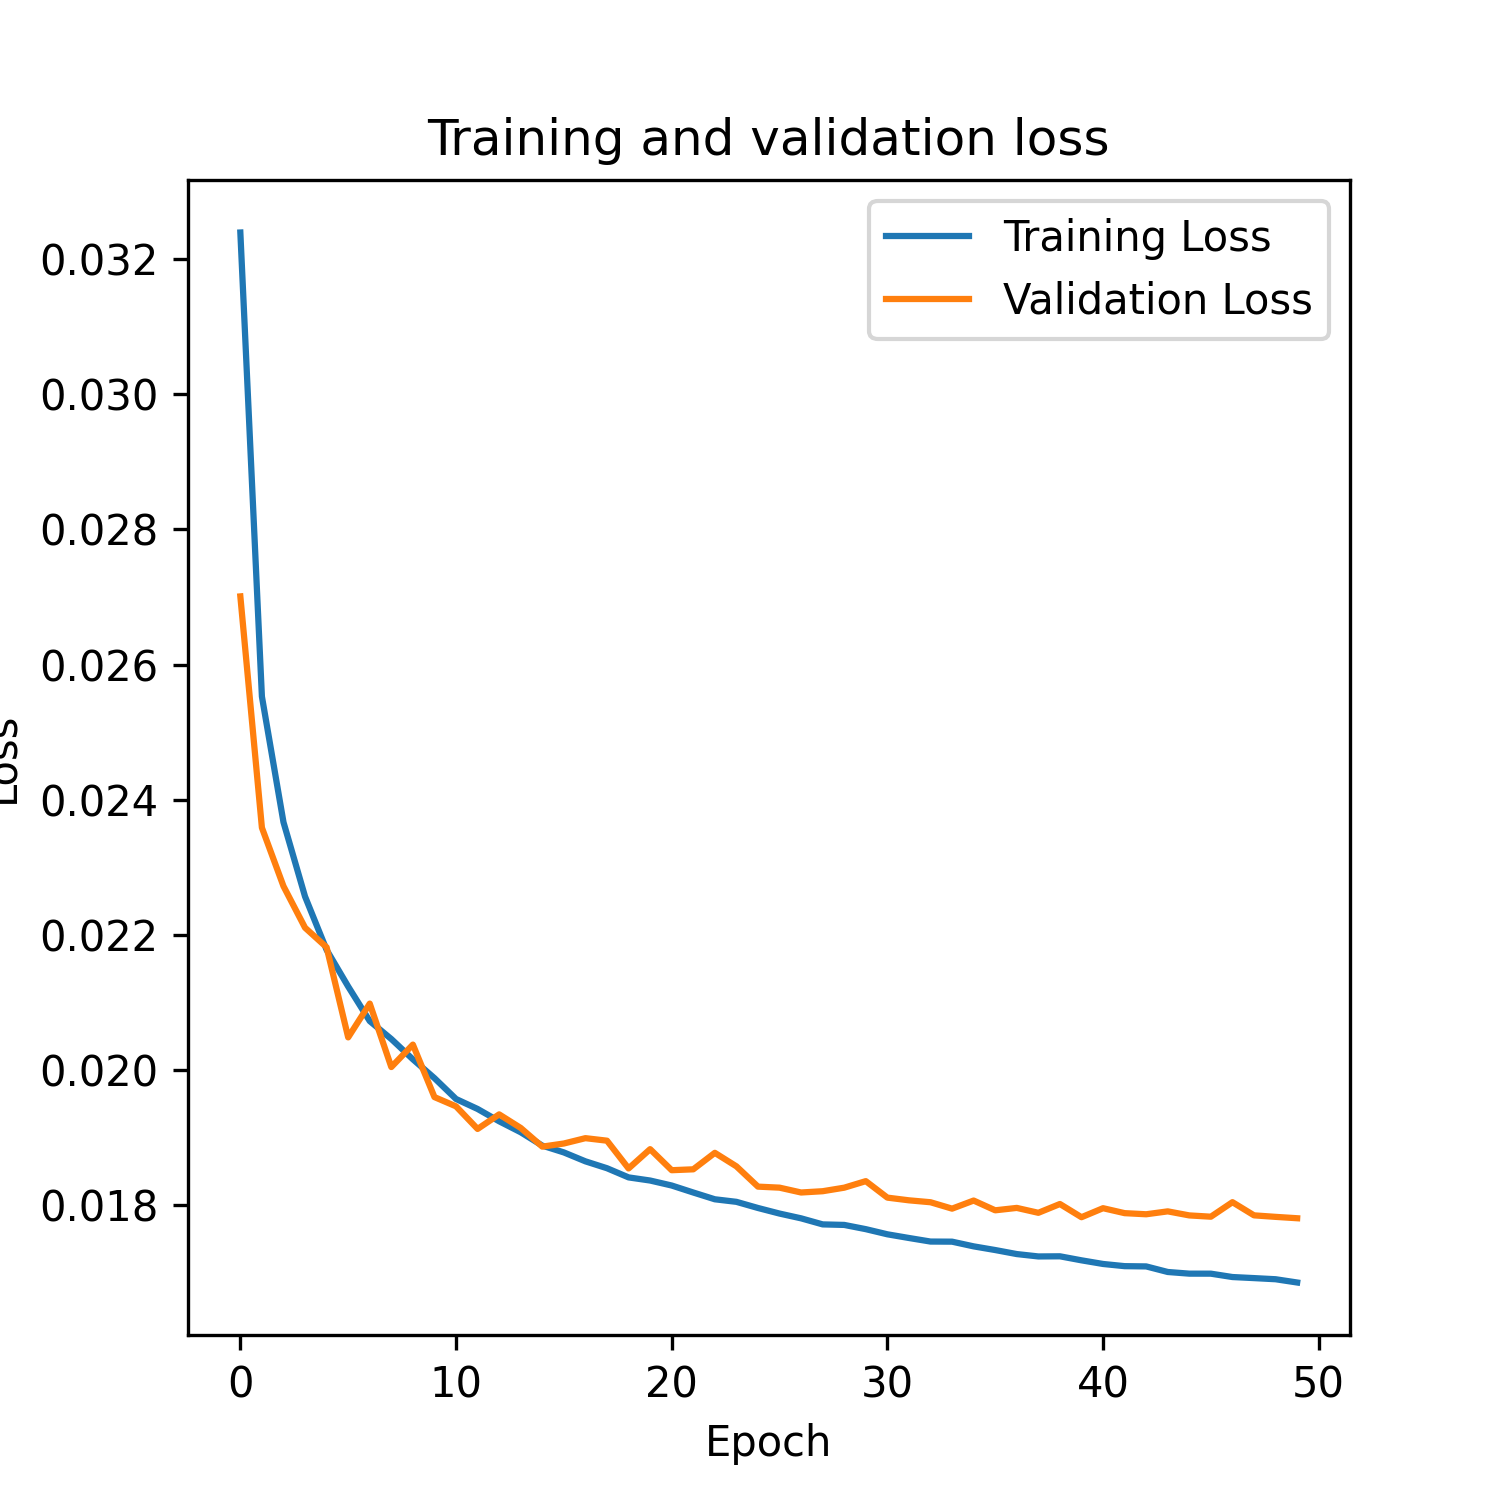 Training and validation loss
Training Loss
Validation Loss
0.032
0.030
0.028
0.026
0.024
0.022
0.020
0.018
Loss
0 10 20 30 40 50
Epoch